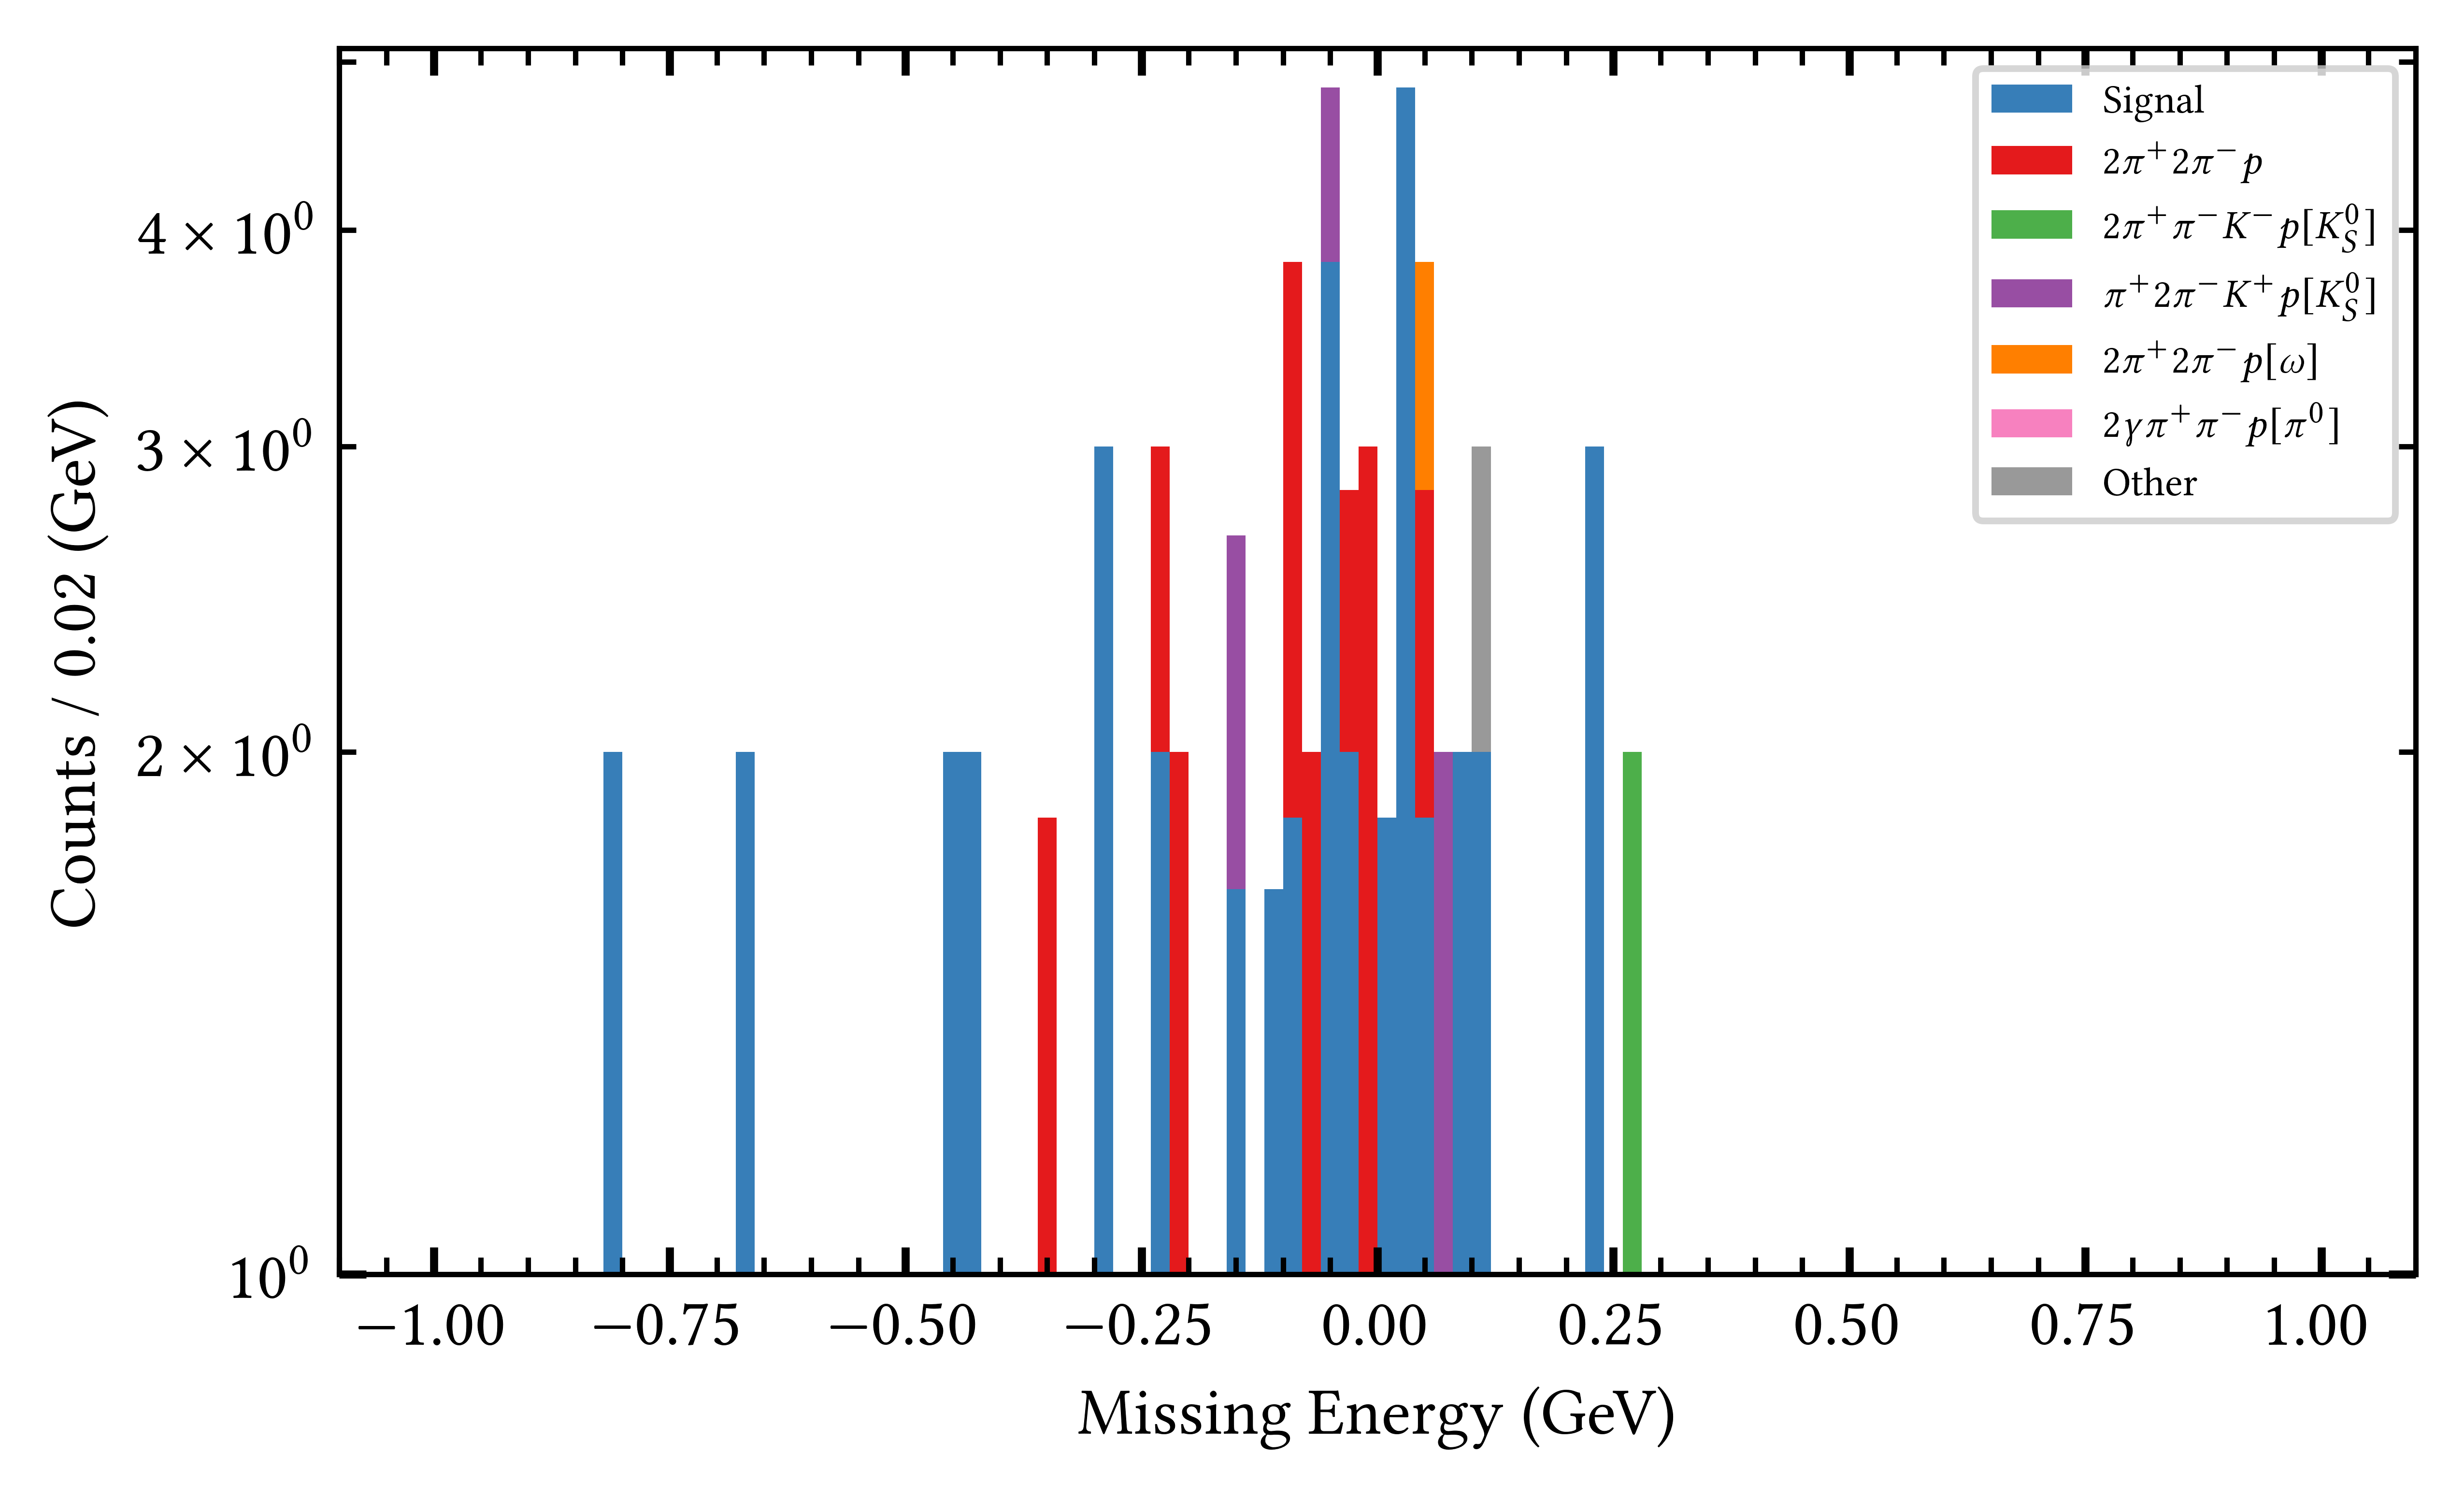 Counts / 0.02 (GeV)
4 × 10⁰
3 × 10⁰
2 × 10⁰
10⁰
Signal
2π⁺2π⁻p
2π⁺π⁻K⁻p[K⁰_S]
π⁺2π⁻K⁺p[K⁰_S]
2π⁺2π⁻p[ω]
2γπ⁺π⁻p[π⁰]
Other
−1.00 −0.75 −0.50 −0.25 0.00 0.25 0.50 0.75 1.00
Missing Energy (GeV)